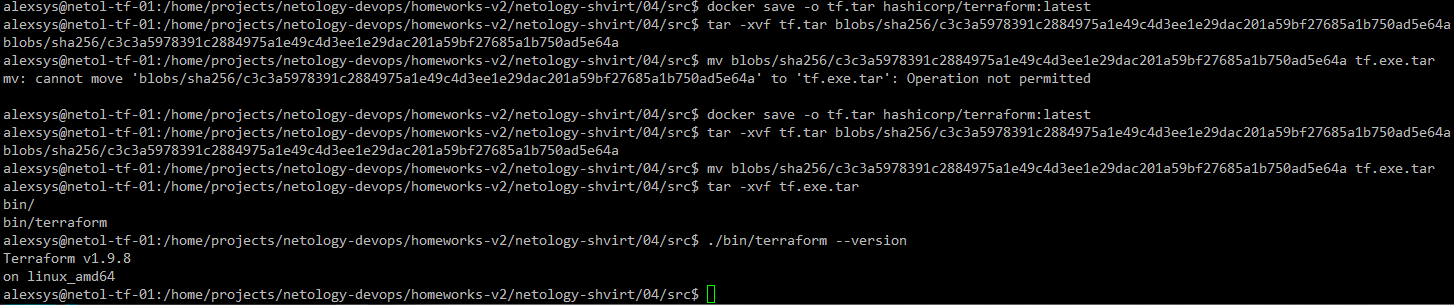 alexsys@netol-tf-01:/home/projects/netology-devops/homeworks-v2/netology-shvirt/04/src$ docker save -o tf.tar hashicorp/terraform:latest
alexsys@netol-tf-01:/home/projects/netology-devops/homeworks-v2/netology-shvirt/04/src$ tar -xvf tf.tar blobs/sha256/c3c3a5978391c2884975a1e49c4d3ee1e29dac201a59bf27685a1b750ad5e64a
blobs/sha256/c3c3a5978391c2884975a1e49c4d3ee1e29dac201a59bf27685a1b750ad5e64a
alexsys@netol-tf-01:/home/projects/netology-devops/homeworks-v2/netology-shvirt/04/src$ mv blobs/sha256/c3c3a5978391c2884975a1e49c4d3ee1e29dac201a59bf27685a1b750ad5e64a tf.exe.tar
mv: cannot move 'blobs/sha256/c3c3a5978391c2884975a1e49c4d3ee1e29dac201a59bf27685a1b750ad5e64a' to 'tf.exe.tar': Operation not permitted
alexsys@netol-tf-01:/home/projects/netology-devops/homeworks-v2/netology-shvirt/04/src$ docker save -o tf.tar hashicorp/terraform:latest
alexsys@netol-tf-01:/home/projects/netology-devops/homeworks-v2/netology-shvirt/04/src$ tar -xvf tf.tar blobs/sha256/c3c3a5978391c2884975a1e49c4d3ee1e29dac201a59bf27685a1b750ad5e64a
blobs/sha256/c3c3a5978391c2884975a1e49c4d3ee1e29dac201a59bf27685a1b750ad5e64a
alexsys@netol-tf-01:/home/projects/netology-devops/homeworks-v2/netology-shvirt/04/src$ mv blobs/sha256/c3c3a5978391c2884975a1e49c4d3ee1e29dac201a59bf27685a1b750ad5e64a tf.exe.tar
alexsys@netol-tf-01:/home/projects/netology-devops/homeworks-v2/netology-shvirt/04/src$ tar -xvf tf.exe.tar
bin/
bin/terraform
alexsys@netol-tf-01:/home/projects/netology-devops/homeworks-v2/netology-shvirt/04/src$ ./bin/terraform --version
Terraform v1.9.8
on linux_amd64
alexsys@netol-tf-01:/home/projects/netology-devops/homeworks-v2/netology-shvirt/04/src$